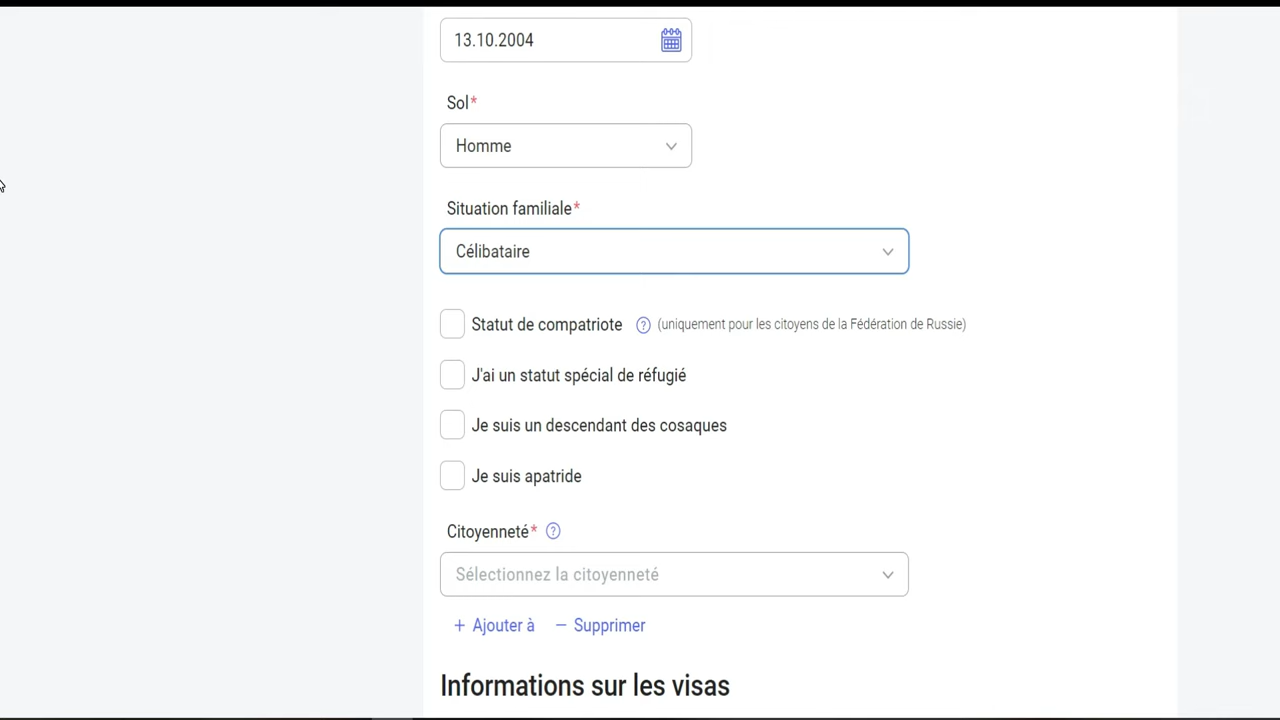 13.10.2004
Sol*
Homme
Situation familiale*
Célibataire
Statut de compatriote ? (uniquement pour les citoyens de la Fédération de Russie)
J'ai un statut spécial de réfugié
Je suis un descendant des cosaques
Je suis apatride
Citoyenneté* ?
Sélectionnez la citoyenneté
+ Ajouter à − Supprimer
Informations sur les visas